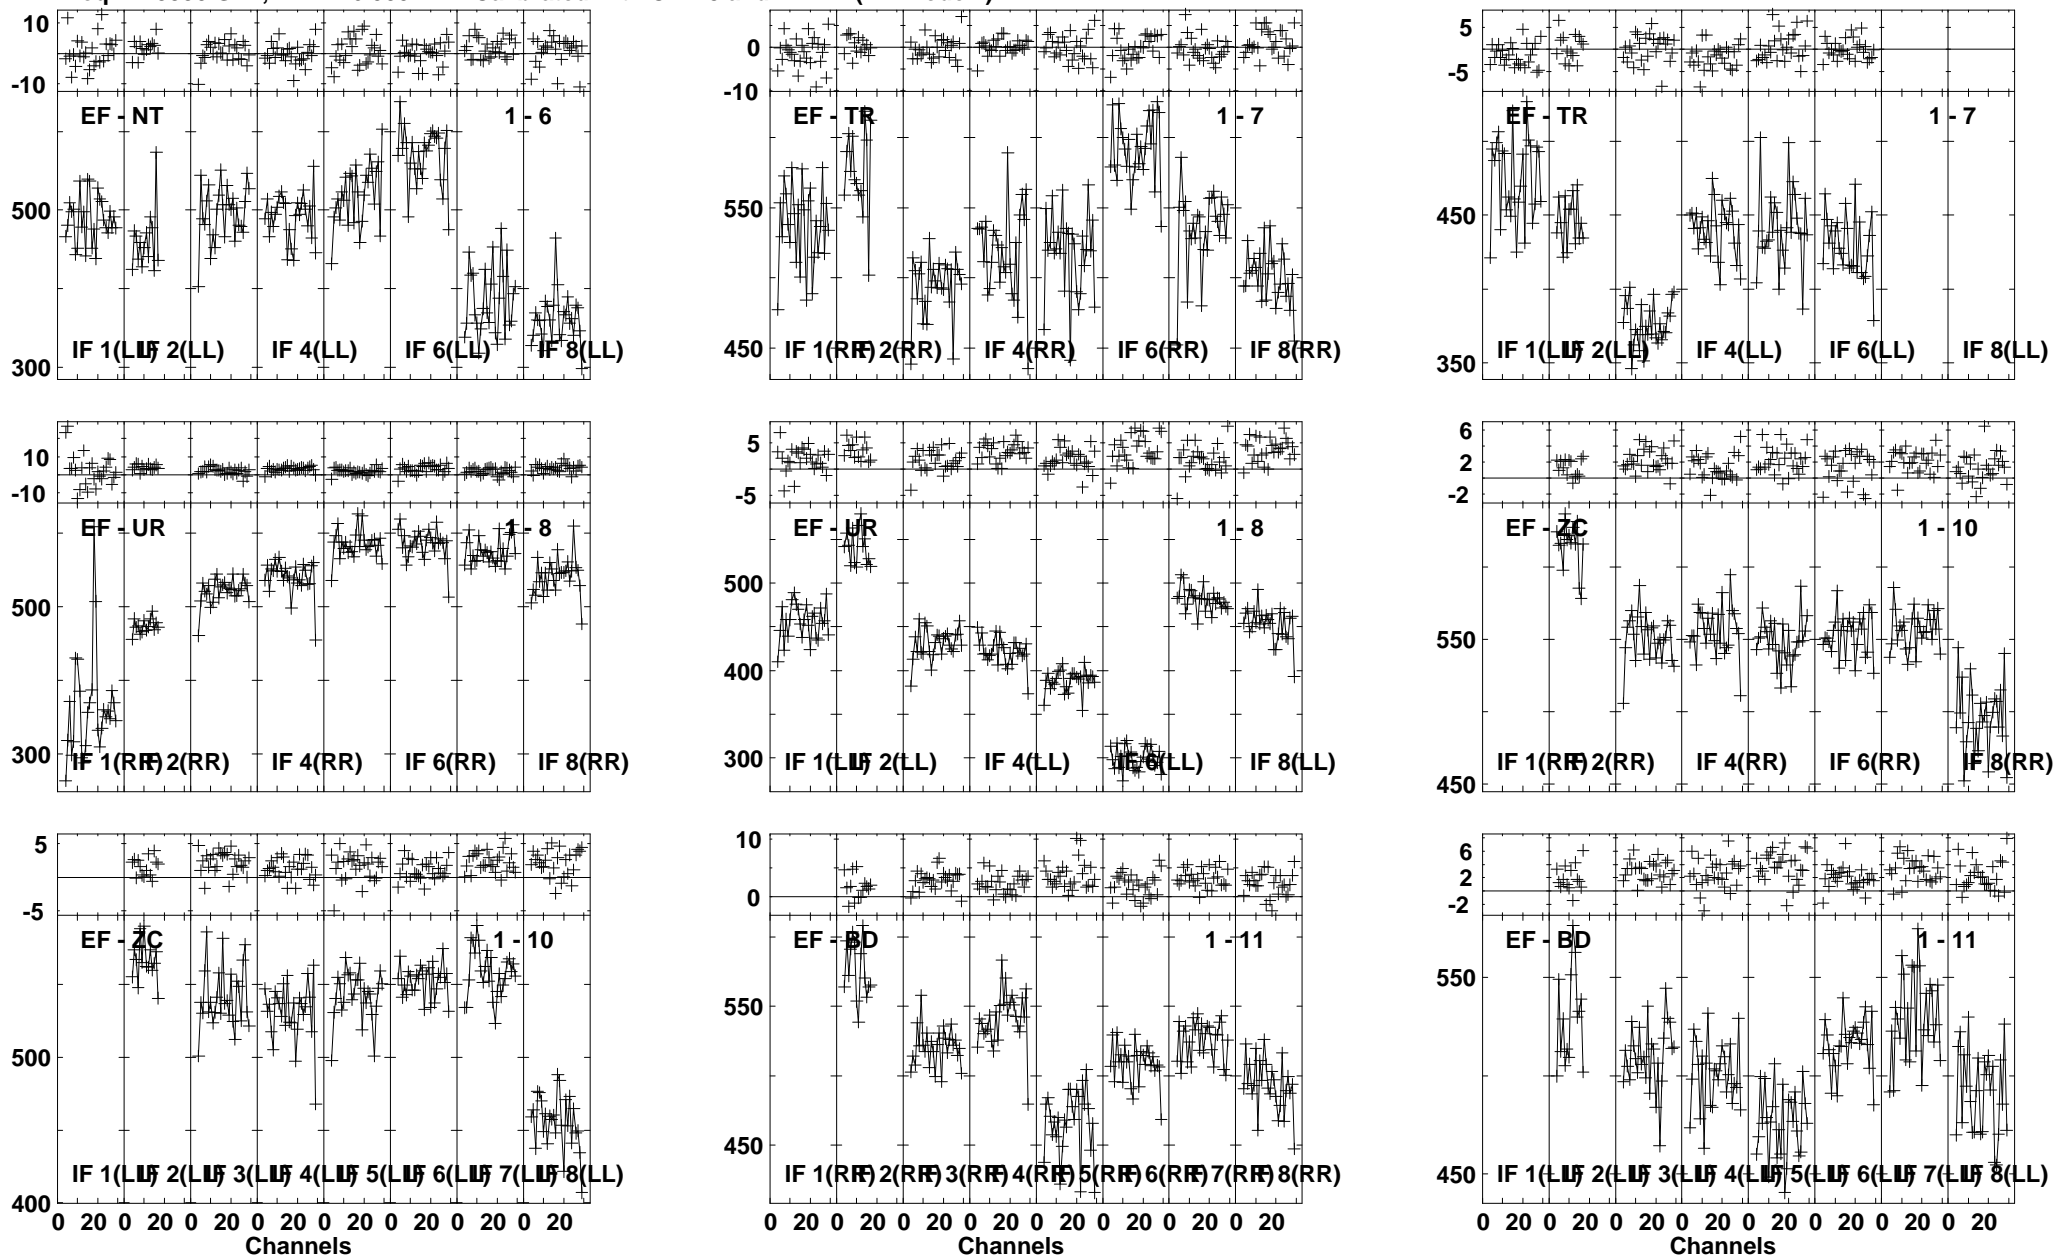 10
-10
EF - NT 1 - 6
500
300
IF 1(LL) IF 2(LL) IF 4(LL) IF 6(LL) IF 8(LL)
0
-10
EF - TR 1 - 7
550
450
IF 1(RR) IF 2(RR) IF 4(RR) IF 6(RR) IF 8(RR)
5
-5
EF - TR 1 - 7
450
350
IF 1(LL) IF 2(LL) IF 4(LL) IF 6(LL) IF 8(LL)
10
-10
EF - UR 1 - 8
500
300
IF 1(RR) IF 2(RR) IF 4(RR) IF 6(RR) IF 8(RR)
5
-5
EF - UR 1 - 8
500
400
300
IF 1(LL) IF 2(LL) IF 4(LL) IF 6(LL) IF 8(LL)
6
2
-2
EF - ZC 1 - 10
550
450
IF 1(RR) IF 2(RR) IF 4(RR) IF 6(RR) IF 8(RR)
5
-5
EF - ZC 1 - 10
500
400
IF 1(LL) IF 2(LL) IF 3(LL) IF 4(LL) IF 5(LL) IF 6(LL) IF 7(LL) IF 8(LL)
0 20 0 20 0 20 0 20 0 20 0 20 0 20 0 20
Channels
10
0
EF - BD 1 - 11
550
450
IF 1(RR) IF 2(RR) IF 3(RR) IF 4(RR) IF 5(RR) IF 6(RR) IF 7(RR) IF 8(RR)
0 20 0 20 0 20 0 20 0 20 0 20 0 20 0 20
Channels
6
2
-2
EF - BD 1 - 11
550
450
IF 1(LL) IF 2(LL) IF 3(LL) IF 4(LL) IF 5(LL) IF 6(LL) IF 7(LL) IF 8(LL)
0 20 0 20 0 20 0 20 0 20 0 20 0 20 0 20
Channels